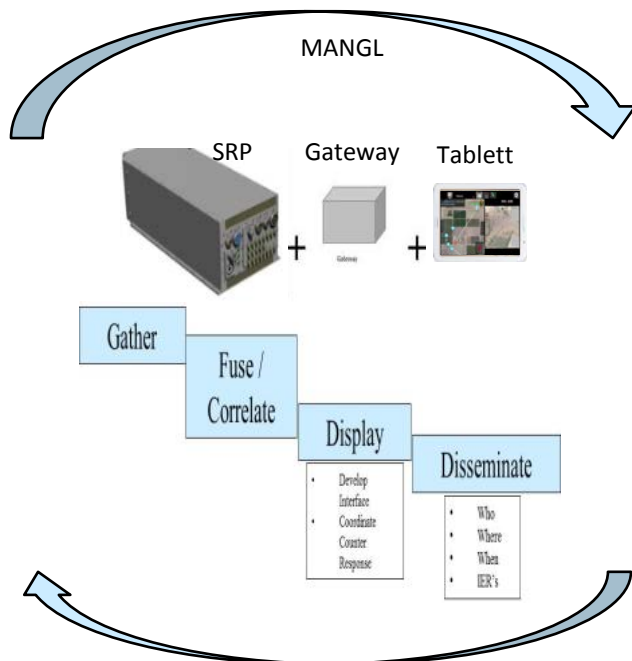 MANGL
SRP
Gateway
Tablett
+
+
Gateway
Gather
Fuse /
Correlate
Display
Disseminate
• Develop
Interface
• Coordinate
Counter
Response
• Who
• Where
• When
• IER's